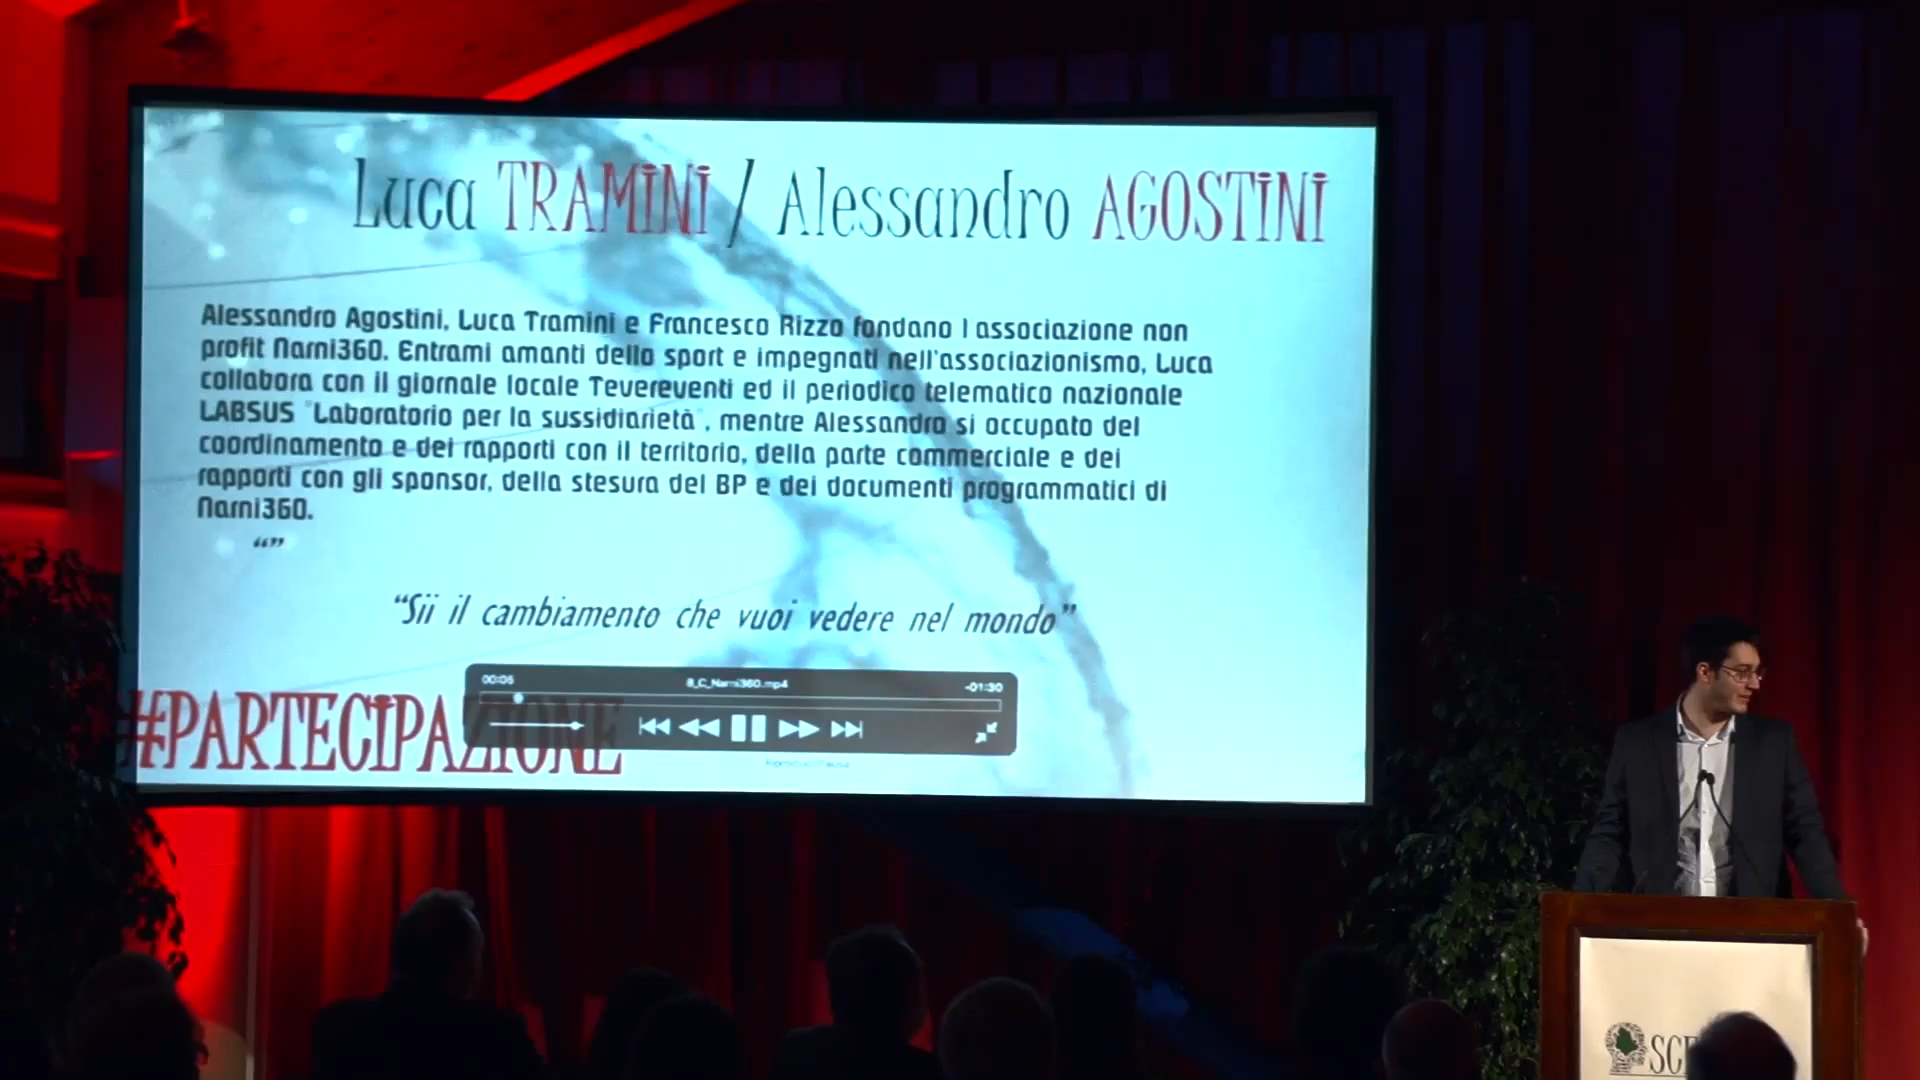 Luca TRAMINI / Alessandro AGOSTINI
Alessandro Agostini, Luca Tramini e Francesco Rizzo fondano l associazione non
profit Narni360. Entrami amanti dello sport e impegnati nell'associazionismo, Luca
collabora con il giornale locale Tevereventi ed il periodico telematico nazionale
LABSUS "Laboratorio per la sussidiarietà", mentre Alessandro si occupato del
coordinamento e dei rapporti con il territorio, della parte commerciale e dei
rapporti con gli sponsor, della stesura del BP e dei documenti programmatici di
Narni360.
“”
“Sii il cambiamento che vuoi vedere nel mondo”
00:05 8_C_Narni360.mp4 -01:30
#PARTECIPAZIONE